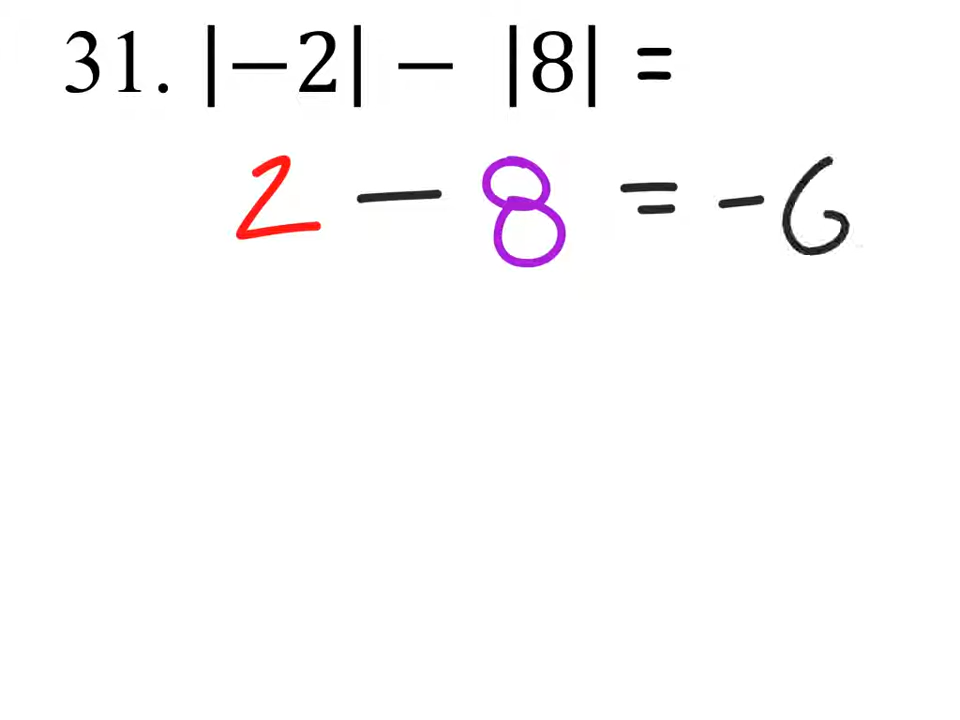 31. |−2| − |8| =
2 − 8 = -6